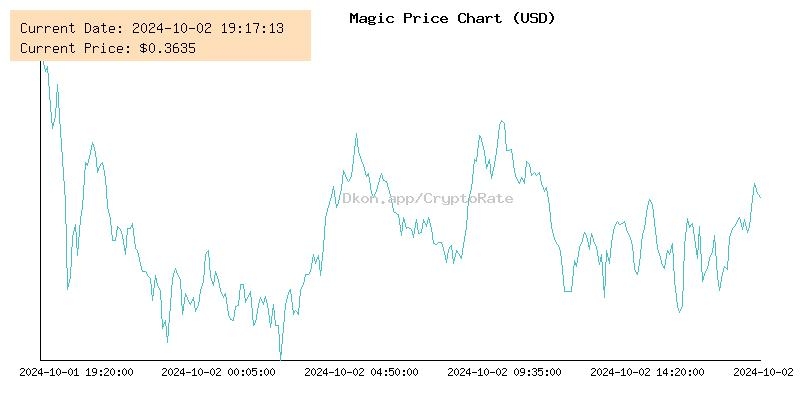 Magic Price Chart (USD)
Current Date: 2024-10-02 19:17:13
Current Price: $0.3635
Dkon.app/CryptoRate
2024-10-01 19:20:00 2024-10-02 00:05:00 2024-10-02 04:50:00 2024-10-02 09:35:00 2024-10-02 14:20:00 2024-10-02